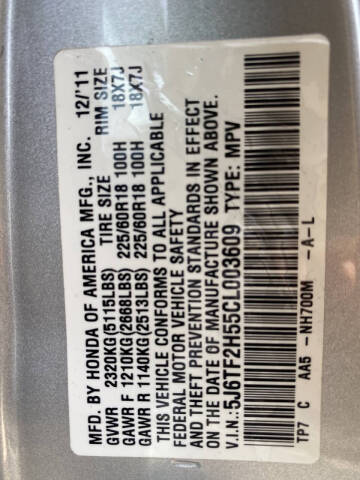 MFD. BY HONDA OF AMERICA MFG., INC. 12/'11
GVWR 2320KG(5115LBS) TIRE SIZE RIM SIZE
GAWR F 1210KG(2668LBS) 225/60R18 100H 18X7J
GAWR R 1140KG(2513LBS) 225/60R18 100H 18X7J
THIS VEHICLE CONFORMS TO ALL APPLICABLE
FEDERAL MOTOR VEHICLE SAFETY
AND THEFT PREVENTION STANDARDS IN EFFECT
ON THE DATE OF MANUFACTURE SHOWN ABOVE.
V.I.N.: 5J6TF2H55CL003609 TYPE: MPV
TP7 C AA5 -NH700M -A-L